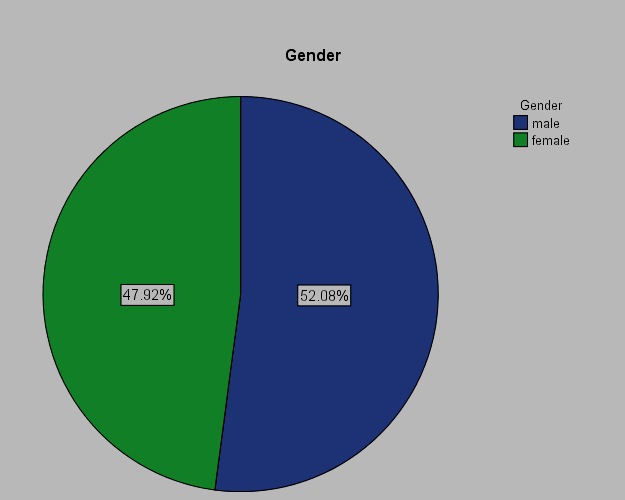 Gender
Gender
male
female
47.92%
52.08%